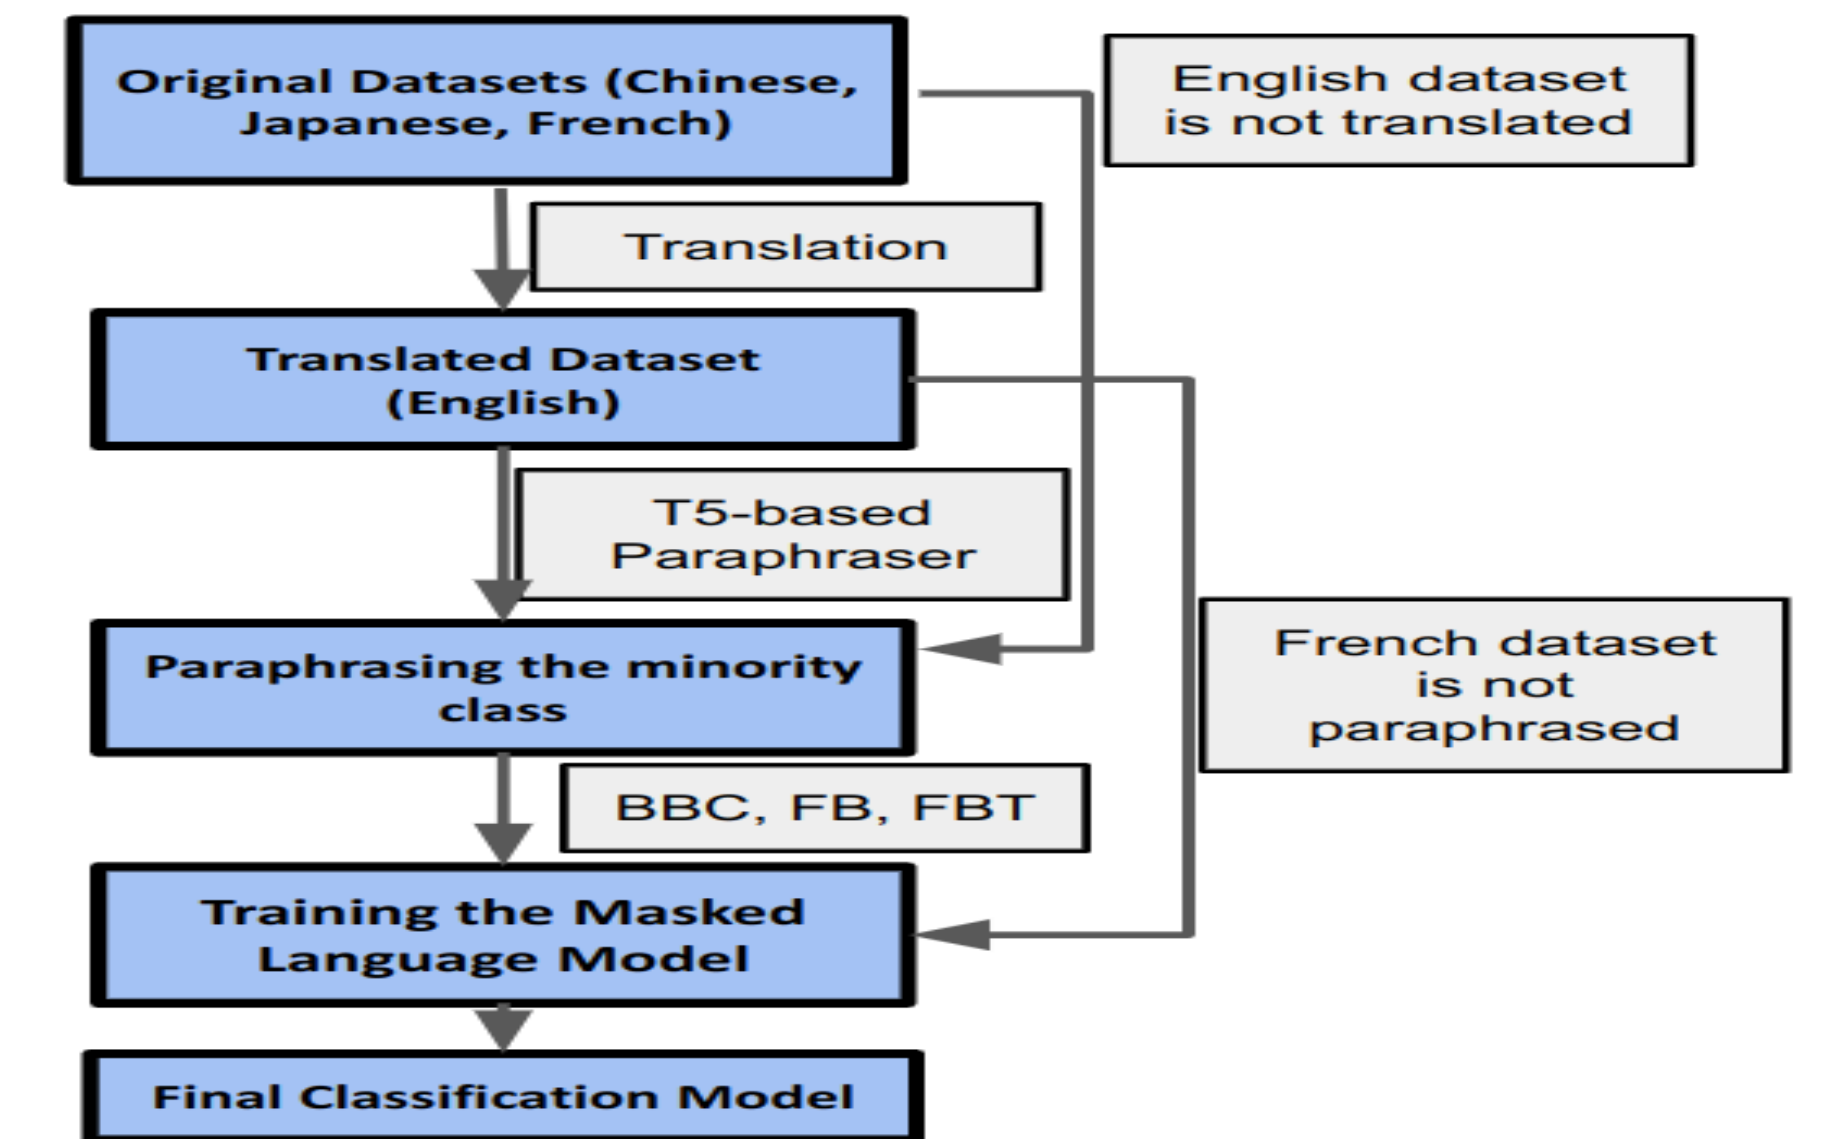 Original Datasets (Chinese,
Japanese, French)
English dataset
is not translated
Translation
Translated Dataset
(English)
T5-based
Paraphraser
Paraphrasing the minority
class
French dataset
is not
paraphrased
BBC, FB, FBT
Training the Masked
Language Model
Final Classification Model